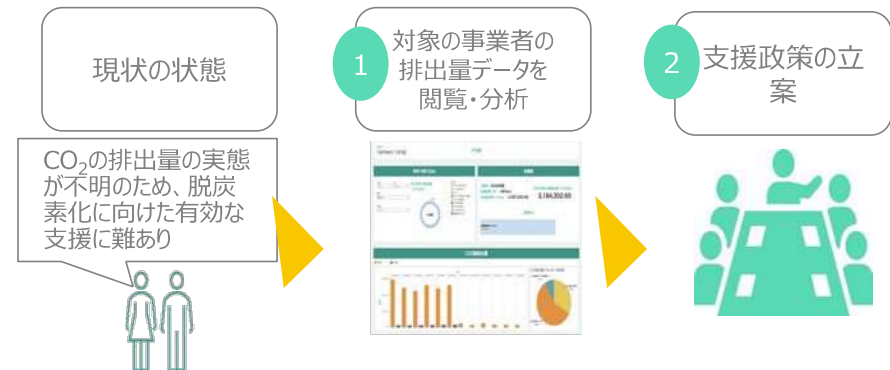 現状の状態
CO₂の排出量の実態
が不明のため、脱炭
素化に向けた有効な
支援に難あり
1
対象の事業者の
排出量データを
閲覧・分析
2
支援政策の立
案